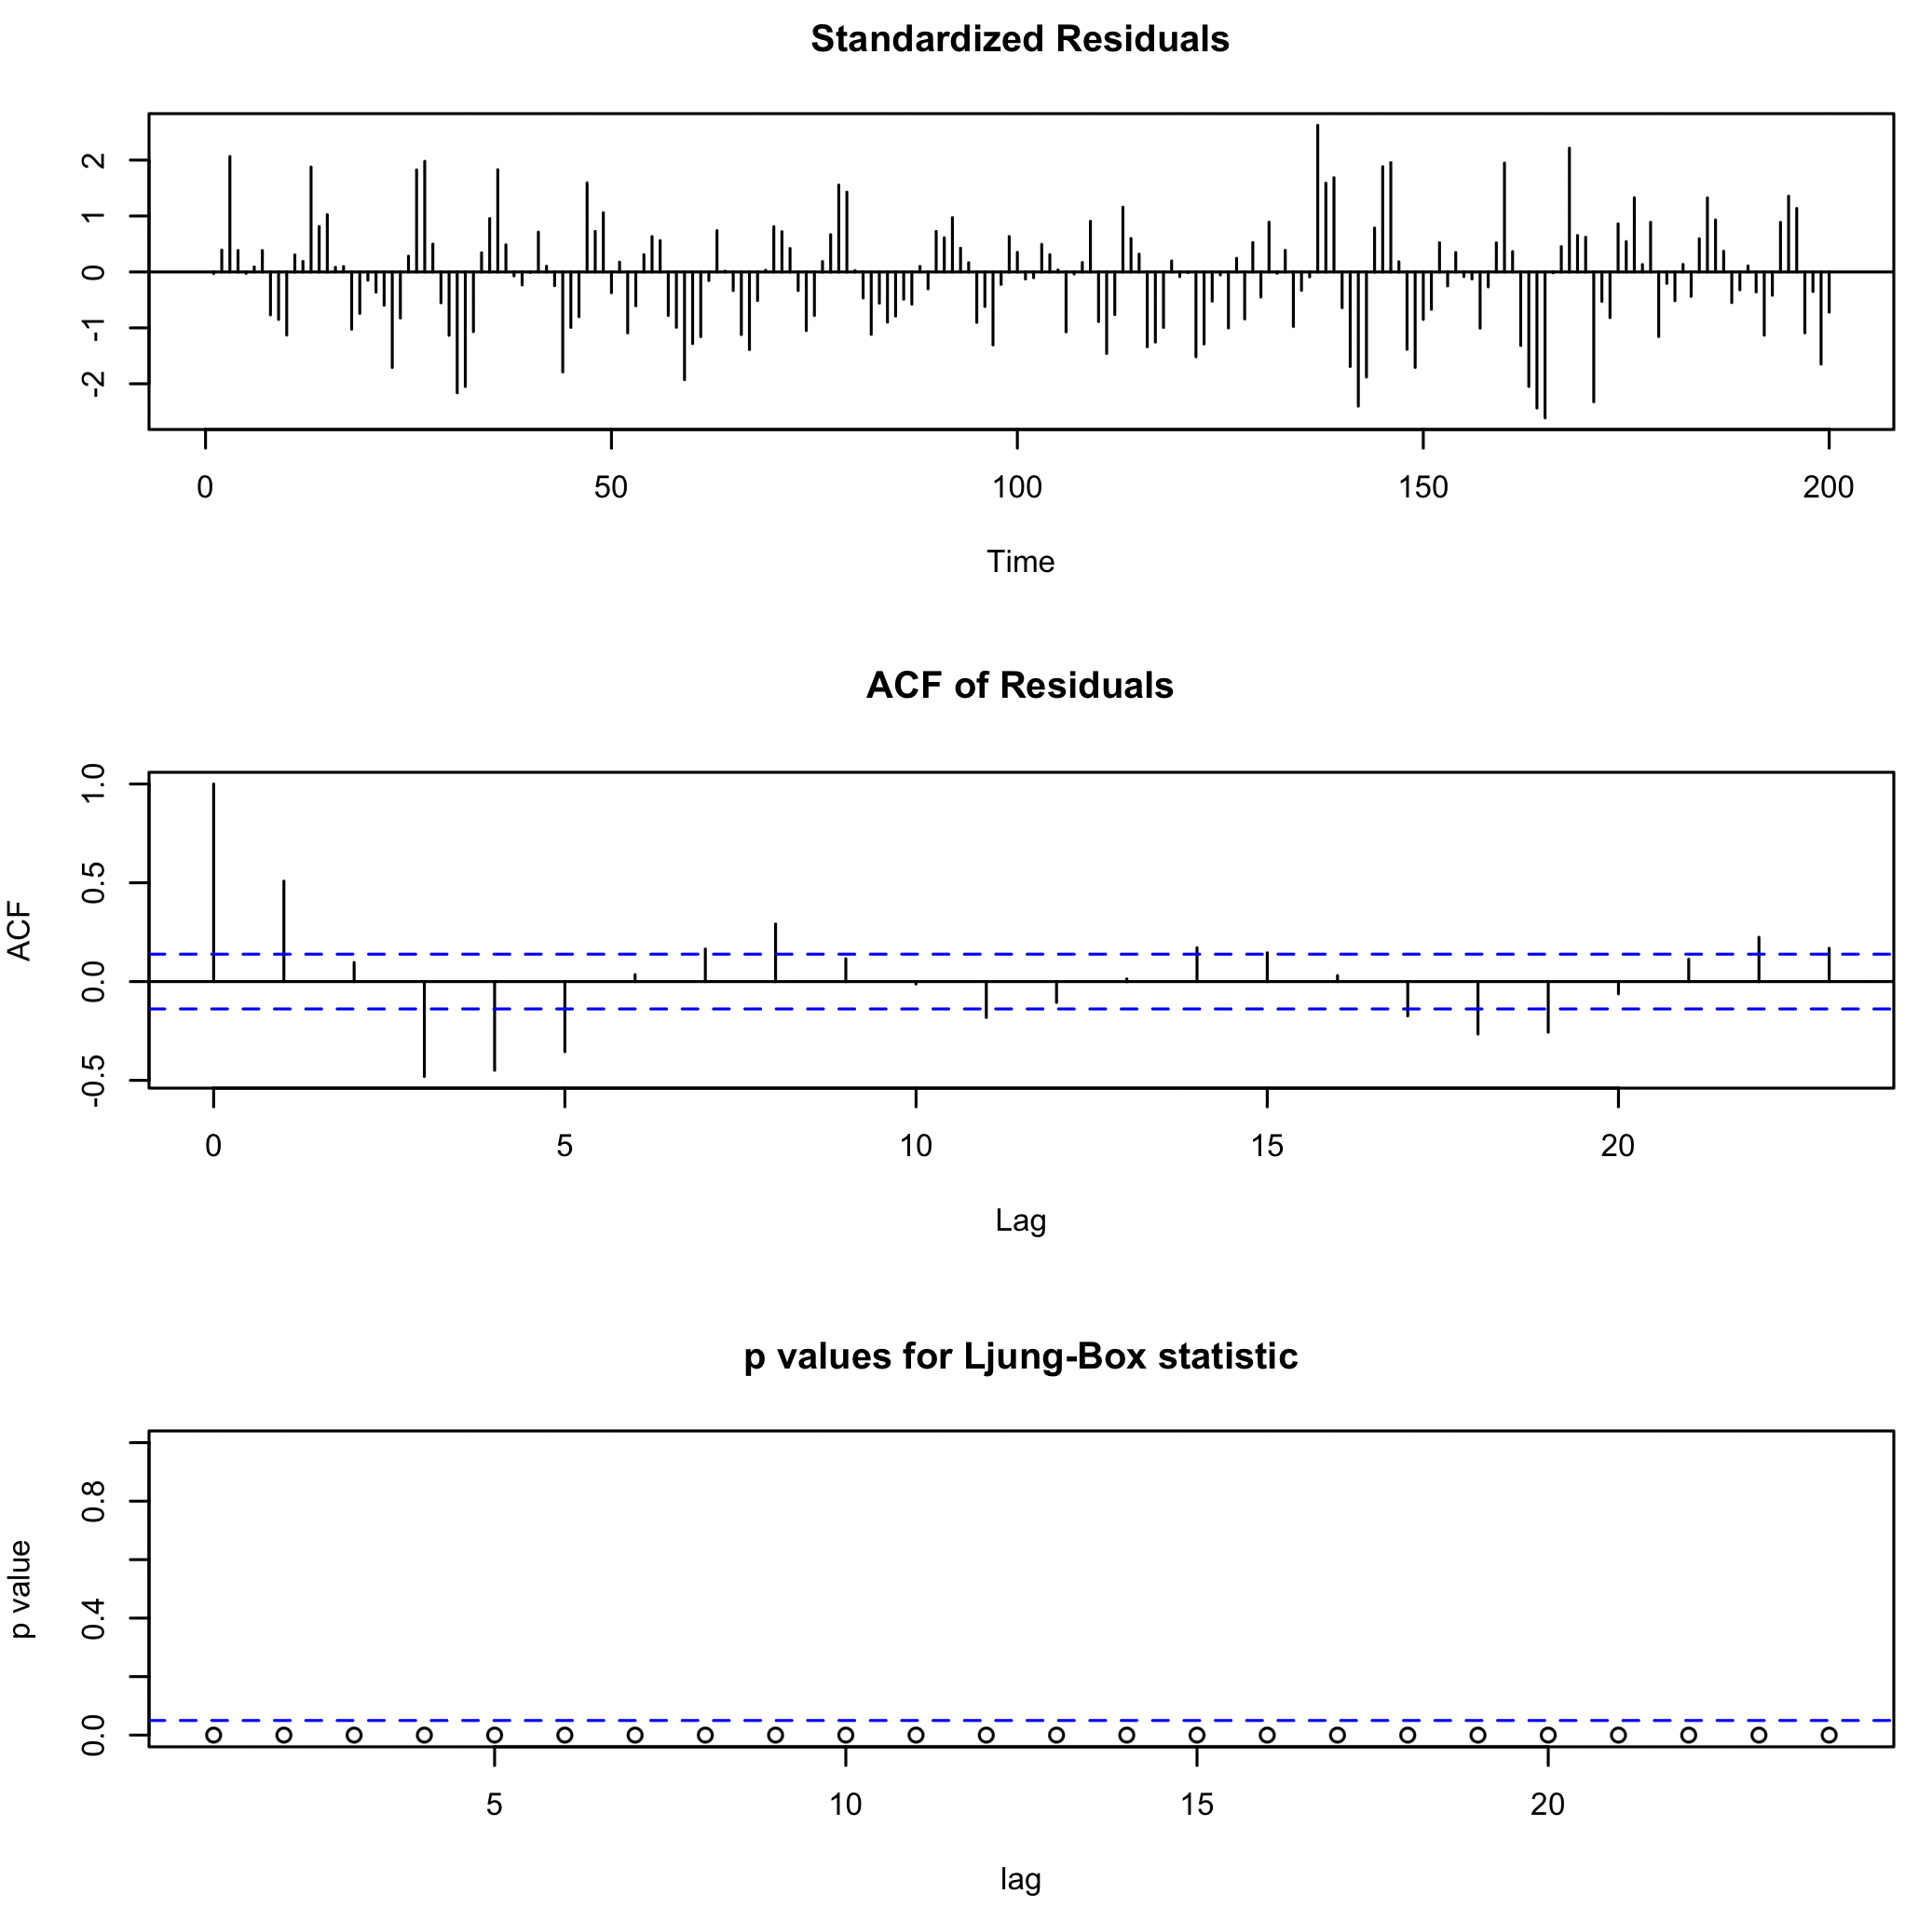 Standardized Residuals
2
1
0
-1
-2
0 50 100 150 200
Time
ACF of Residuals
ACF
1.0
0.5
0.0
-0.5
0 5 10 15 20
Lag
p values for Ljung-Box statistic
p value
0.8
0.4
0.0
5 10 15 20
lag